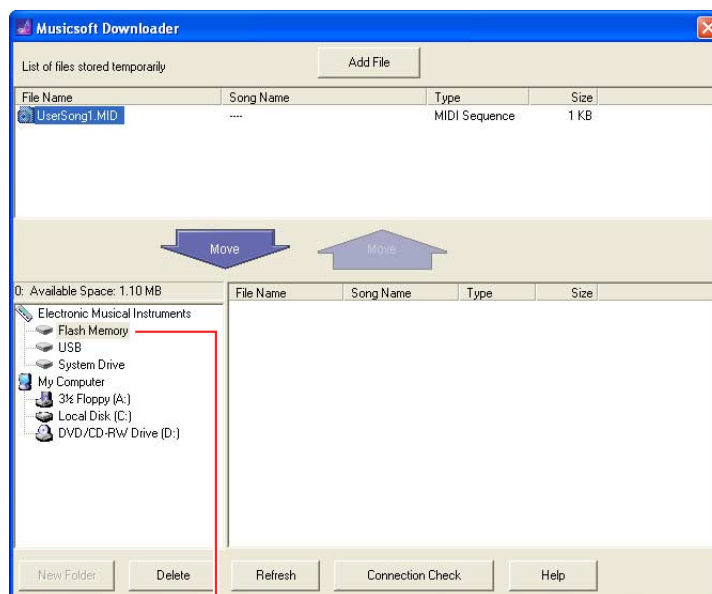 Musicsoft Downloader
List of files stored temporarily
Add File
File Name Song Name Type Size
UserSong1.MID ---- MIDI Sequence 1 KB
Move Move
0: Available Space: 1.10 MB
File Name Song Name Type Size
Electronic Musical Instruments
Flash Memory
USB
System Drive
My Computer
3½ Floppy (A:)
Local Disk (C:)
DVD/CD-RW Drive (D:)
New Folder Delete Refresh Connection Check Help